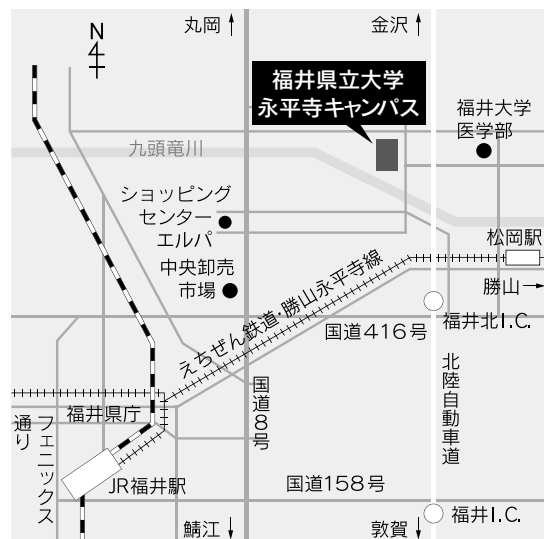 丸岡
金沢
N
福井県立大学
永平寺キャンパス
福井大学
医学部
九頭竜川
ショッピング
センター
エルパ
中央卸売
市場
えちぜん鉄道・勝山永平寺線
松岡駅
勝山
国道416号
福井北I.C.
国道8号
北陸自動車道
福井県庁
フェニックス
通り
JR福井駅
国道158号
福井I.C.
鯖江
敦賀